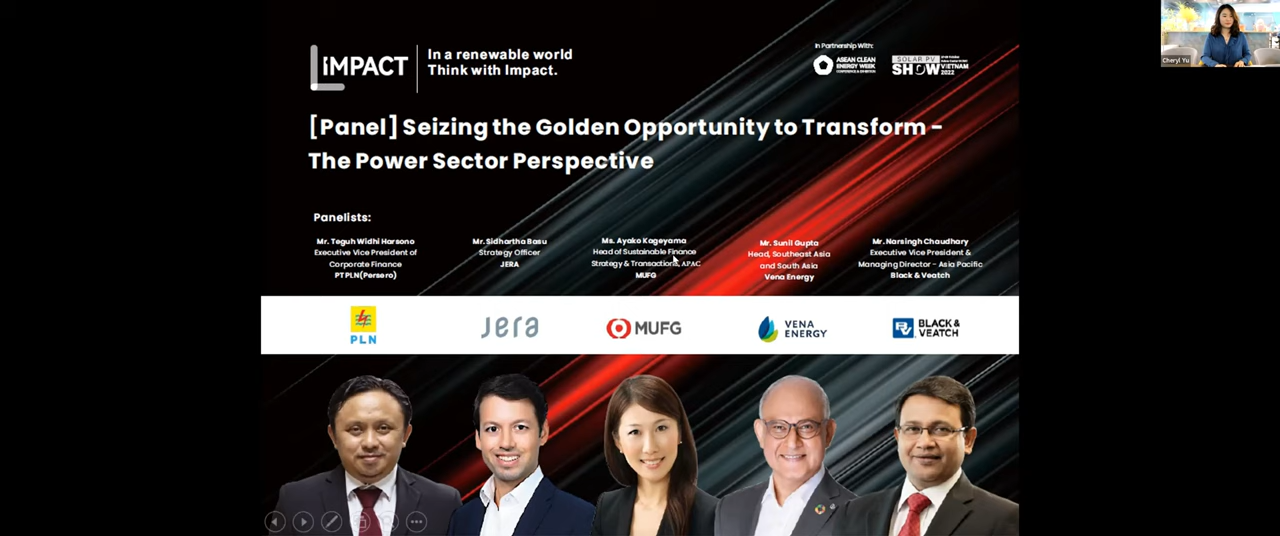 IMPACT
In a renewable world
Think with Impact.
In Partnership With:
ASEAN CLEAN
ENERGY WEEK
CONFERENCE & EXHIBITION
SOLAR PV
SHOW VIETNAM
2022
Cheryl Yu
[Panel] Seizing the Golden Opportunity to Transform -
The Power Sector Perspective
Panelists:
Mr. Teguh Widhi Harsono
Executive Vice President of
Corporate Finance
PT PLN(Persero)
Mr. Sidhartha Basu
Strategy Officer
JERA
Ms. Ayako Kageyama
Head of Sustainable Finance
Strategy & Transactions, APAC
MUFG
Mr. Sunil Gupta
Head, Southeast Asia
and South Asia
Vena Energy
Mr. Narsingh Chaudhary
Executive Vice President &
Managing Director - Asia Pacific
Black & Veatch
PLN
Jera
MUFG
VENA
ENERGY
BV
BLACK &
VEATCH